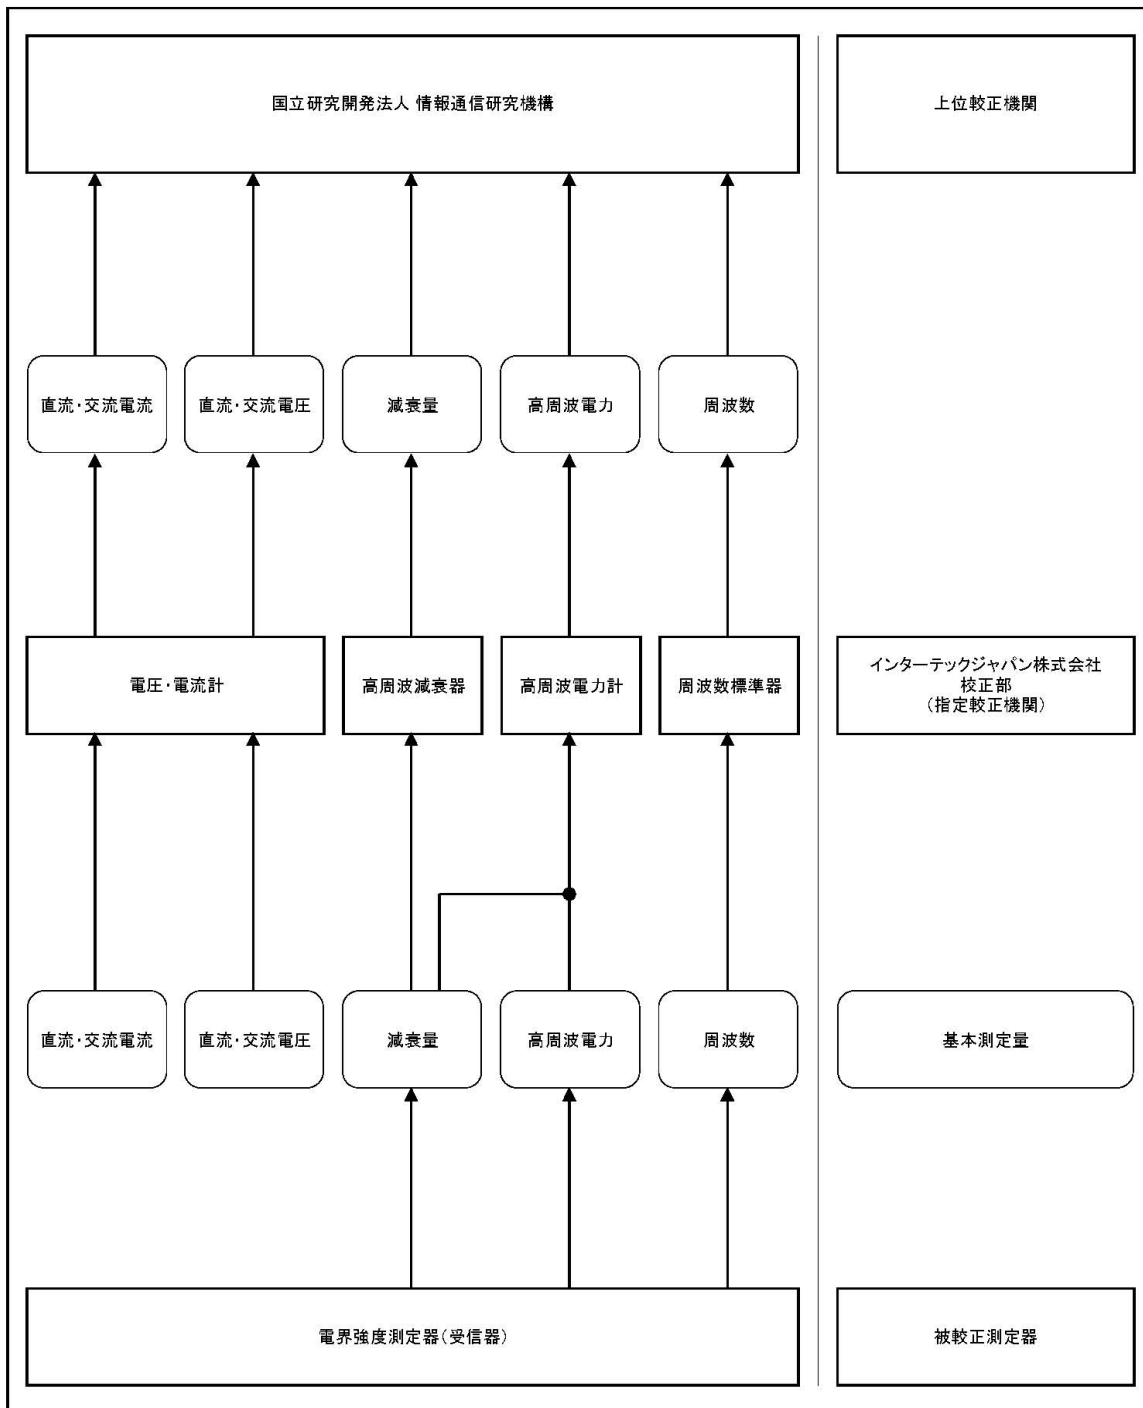 国立研究開発法人 情報通信研究機構
上位較正機関
直流・交流電流
直流・交流電圧
減衰量
高周波電力
周波数
電圧・電流計
高周波減衰器
高周波電力計
周波数標準器
インターテックジャパン株式会社
校正部
（指定較正機関）
直流・交流電流
直流・交流電圧
減衰量
高周波電力
周波数
基本測定量
電界強度測定器（受信器）
被較正測定器